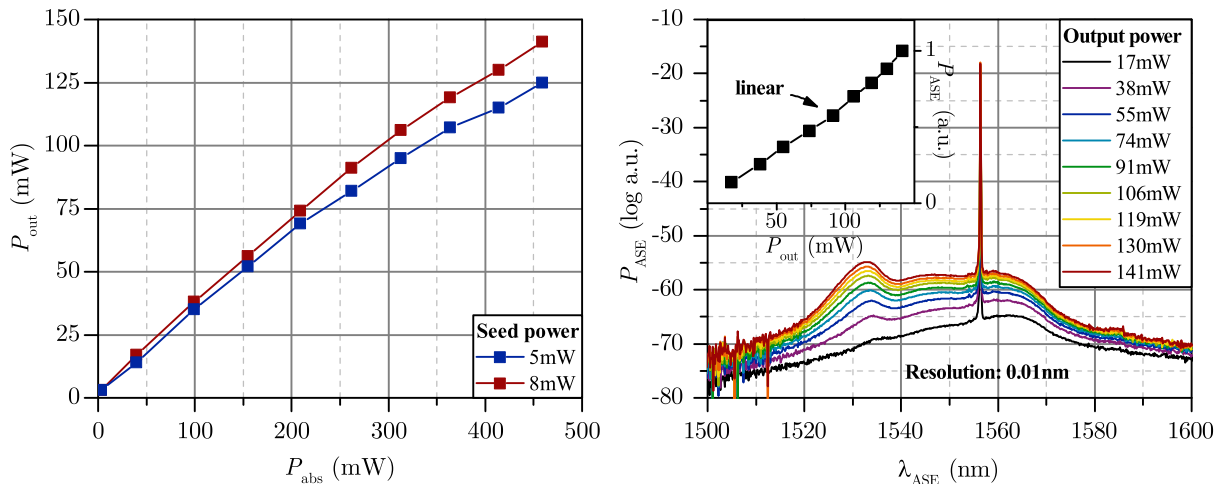 150
125
100
75
50
25
0
P_out (mW)
0
100
200
300
400
500
P_abs (mW)
Seed power
5mW
8mW
-10
-20
-30
-40
-50
-60
-70
-80
P_ASE (log a.u.)
1500
1520
1540
1560
1580
1600
λ_ASE (nm)
Resolution: 0.01nm
linear
50
100
P_out (mW)
1
0
P_ASE (a.u.)
Output power
17mW
38mW
55mW
74mW
91mW
106mW
119mW
130mW
141mW